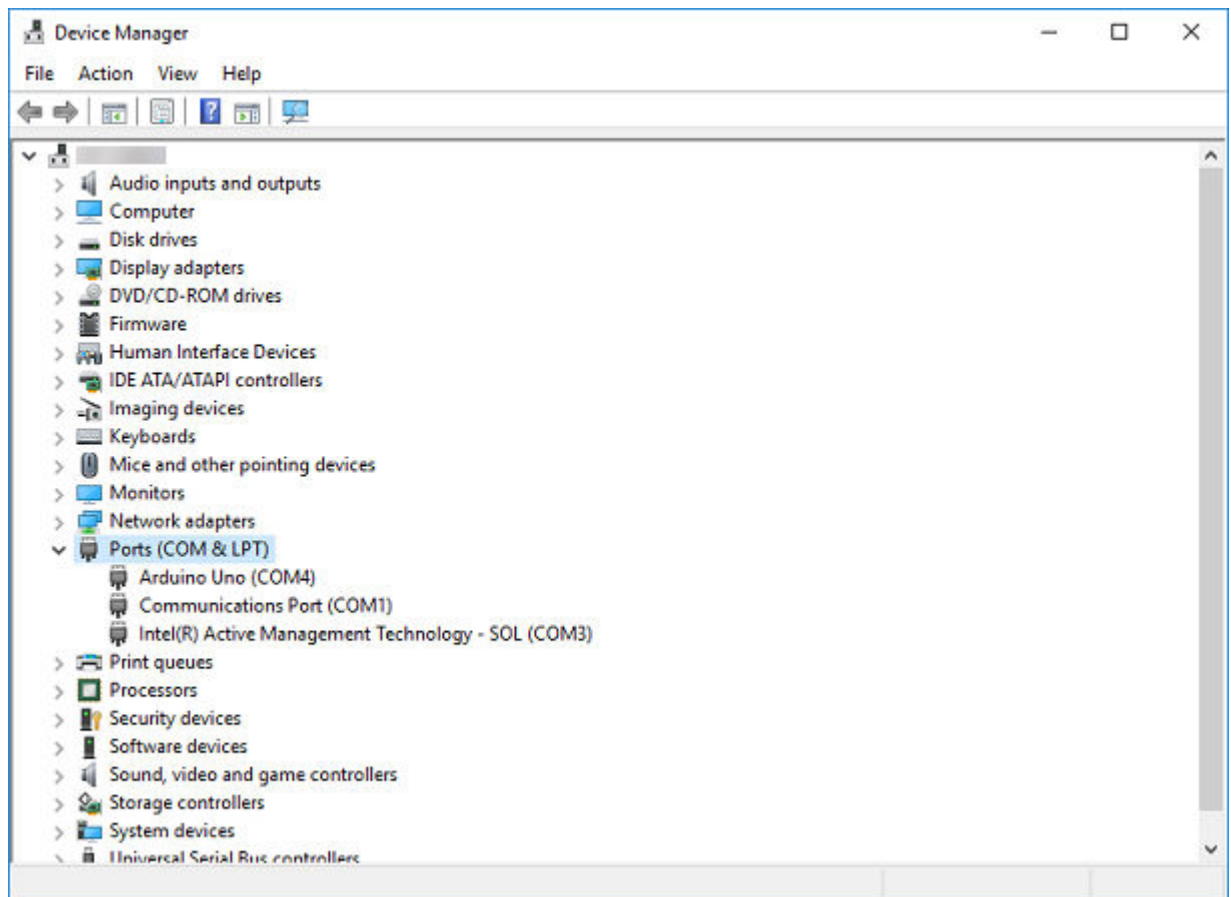 Device Manager
File Action View Help
Audio inputs and outputs
Computer
Disk drives
Display adapters
DVD/CD-ROM drives
Firmware
Human Interface Devices
IDE ATA/ATAPI controllers
Imaging devices
Keyboards
Mice and other pointing devices
Monitors
Network adapters
Ports (COM & LPT)
Arduino Uno (COM4)
Communications Port (COM1)
Intel(R) Active Management Technology - SOL (COM3)
Print queues
Processors
Security devices
Software devices
Sound, video and game controllers
Storage controllers
System devices
Universal Serial Bus controllers